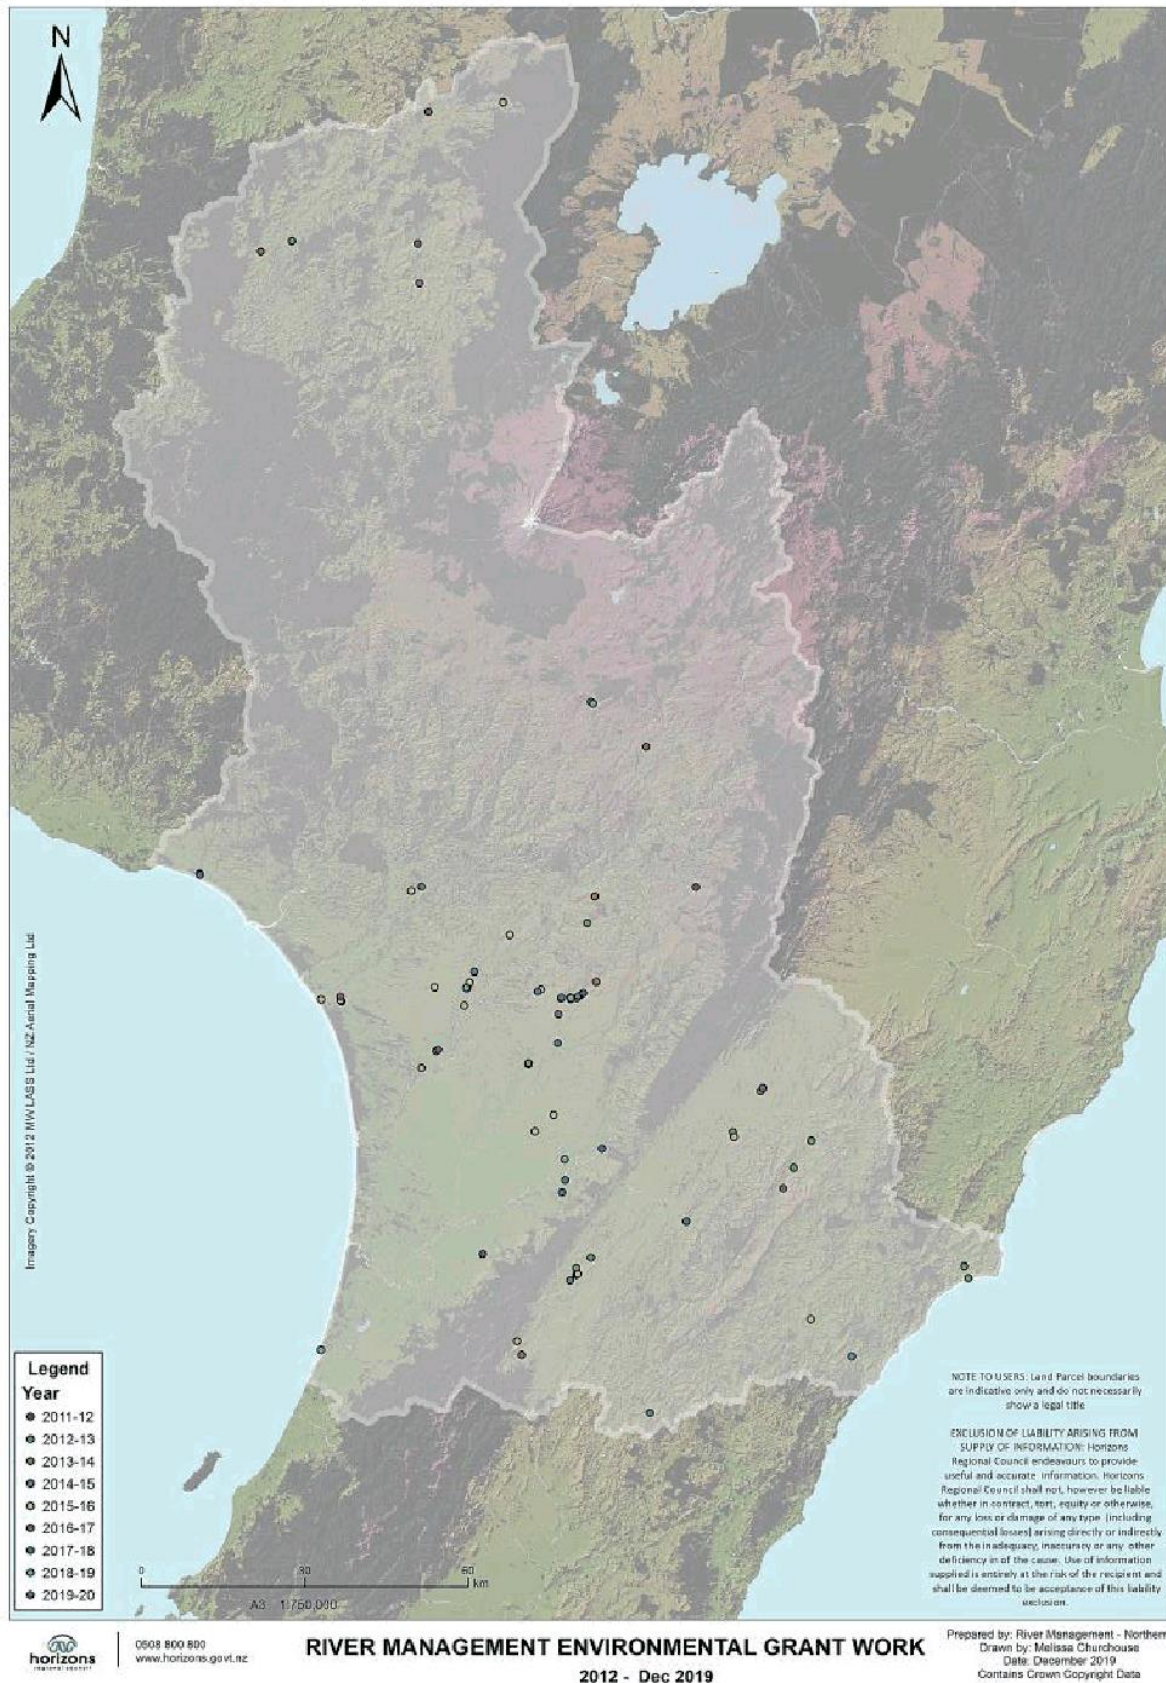 N
Imagery Copyright © 2012 MW LASS Ltd / NZ Aerial Mapping Ltd
Legend
Year
2011-12
2012-13
2013-14
2014-15
2015-16
2016-17
2017-18
2018-19
2019-20
0 30 60
km
A3 1:750,000
NOTE TO USERS: Land Parcel boundaries
are indicative only and do not necessarily
show a legal title
EXCLUSION OF LIABILITY ARISING FROM
SUPPLY OF INFORMATION: Horizons
Regional Council endeavours to provide
useful and accurate information. Horizons
Regional Council shall not, however be liable
whether in contract, tort, equity or otherwise,
for any loss or damage of any type (including
consequential losses) arising directly or indirectly
from the inadequacy, inaccuracy or any other
deficiency in of the cause. Use of information
supplied is entirely at the risk of the recipient and
shall be deemed to be acceptance of this liability
exclusion.
horizons
regional council
0508 800 800
www.horizons.govt.nz
RIVER MANAGEMENT ENVIRONMENTAL GRANT WORK
2012 - Dec 2019
Prepared by: River Management - Northern
Drawn by: Melissa Churchouse
Date: December 2019
Contains Crown Copyright Data